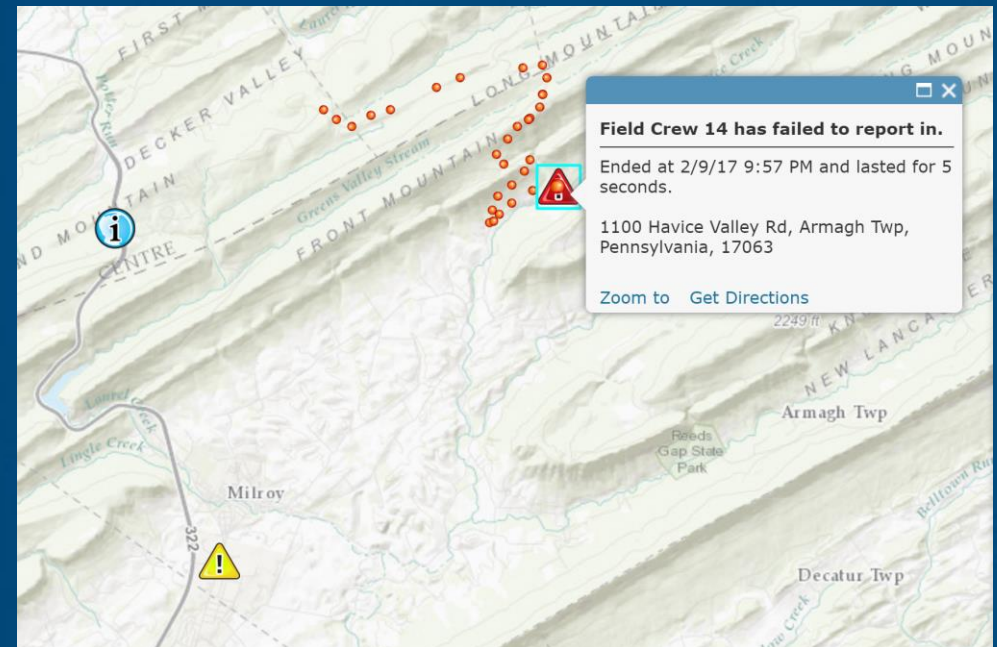 FIRST
DECKER VALLEY
LONG MOUNTAIN
Greens Valley Stream
FRONT MOUNTAIN
CENTRE
Field Crew 14 has failed to report in.
Ended at 2/9/17 9:57 PM and lasted for 5
seconds.
1100 Havice Valley Rd, Armagh Twp,
Pennsylvania, 17063
Zoom to Get Directions
2249 ft
NEW LANCA
Armagh Twp
Reeds
Gap State
Park
Laurel Creek
Lingle Creek
Milroy
322
!
Decatur Twp
Belltown Run